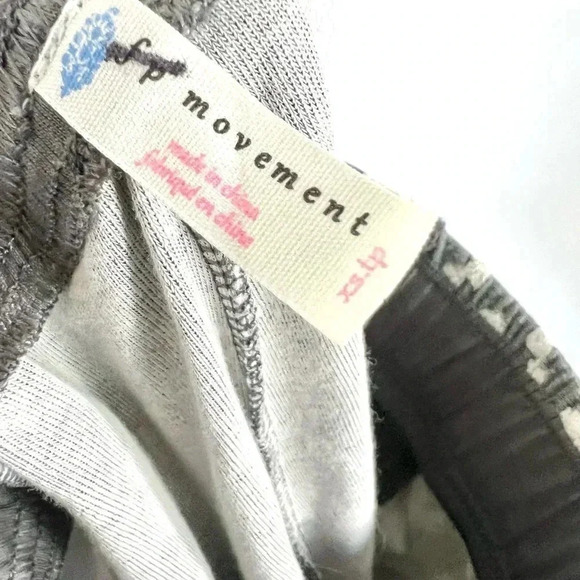 fp movement
made in china
fabriqué en chine
xs.tp